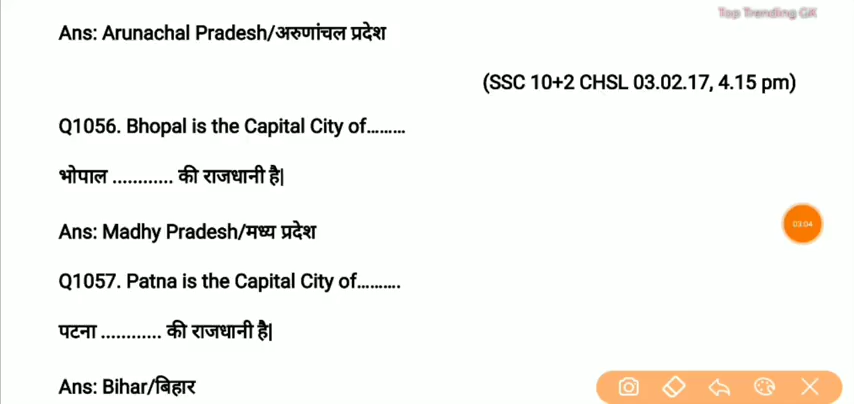 Top Trending GK
Ans: Arunachal Pradesh/अरुणांचल प्रदेश
(SSC 10+2 CHSL 03.02.17, 4.15 pm)
Q1056. Bhopal is the Capital City of.........
भोपाल ............ की राजधानी है|
Ans: Madhy Pradesh/मध्य प्रदेश
03:04
Q1057. Patna is the Capital City of..........
पटना ............ की राजधानी है|
Ans: Bihar/बिहार